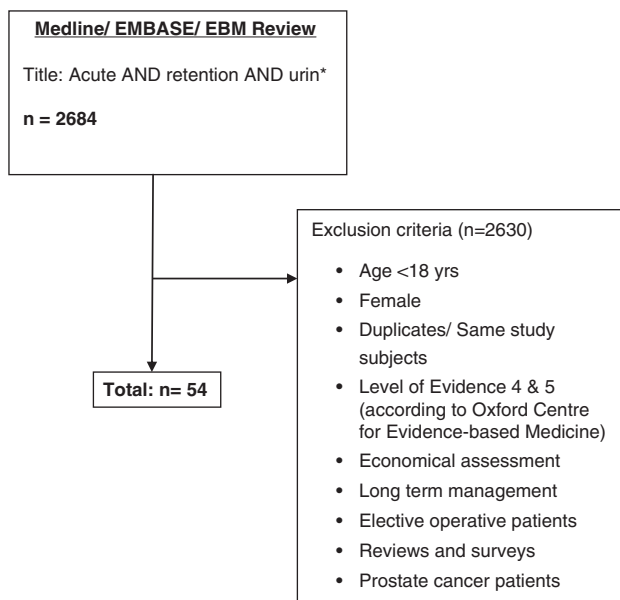 Medline/ EMBASE/ EBM Review
Title: Acute AND retention AND urin*
n = 2684
Exclusion criteria (n=2630)
• Age <18 yrs
• Female
• Duplicates/ Same study
subjects
• Level of Evidence 4 & 5
(according to Oxford Centre
for Evidence-based Medicine)
• Economical assessment
• Long term management
• Elective operative patients
• Reviews and surveys
• Prostate cancer patients
Total: n= 54